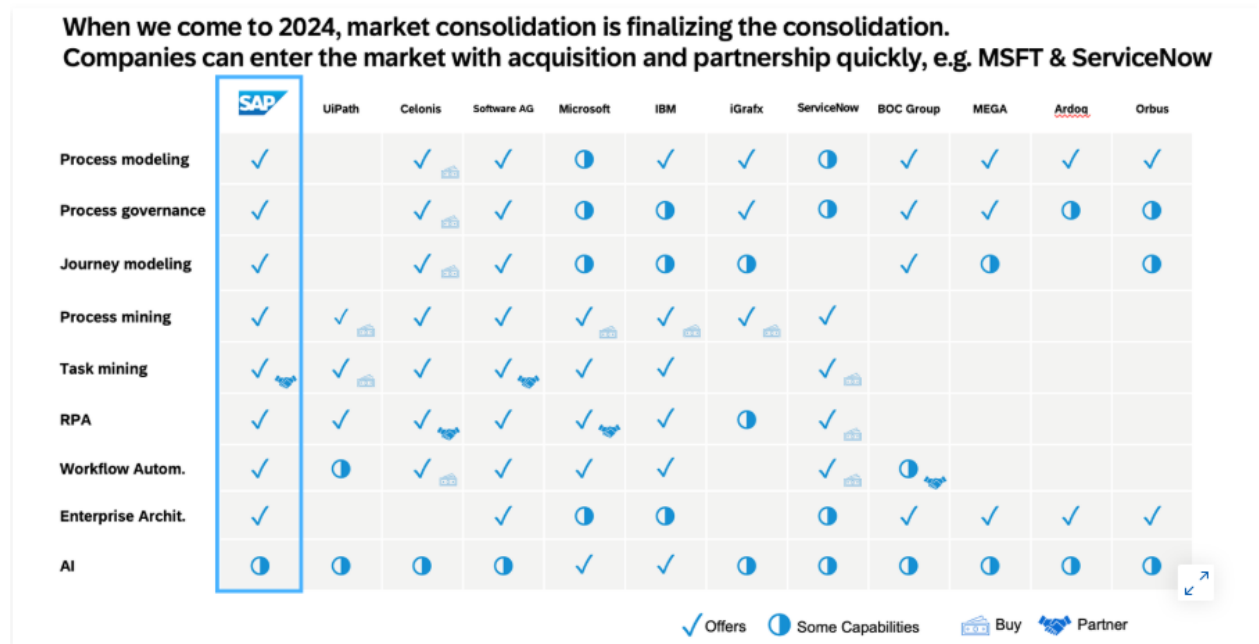 When we come to 2024, market consolidation is finalizing the consolidation.
Companies can enter the market with acquisition and partnership quickly, e.g. MSFT & ServiceNow
SAP UiPath Celonis Software AG Microsoft IBM iGrafx ServiceNow BOC Group MEGA Ardoq Orbus
Process modeling
Process governance
Journey modeling
Process mining
Task mining
RPA
Workflow Autom.
Enterprise Archit.
AI
Offers Some Capabilities Buy Partner